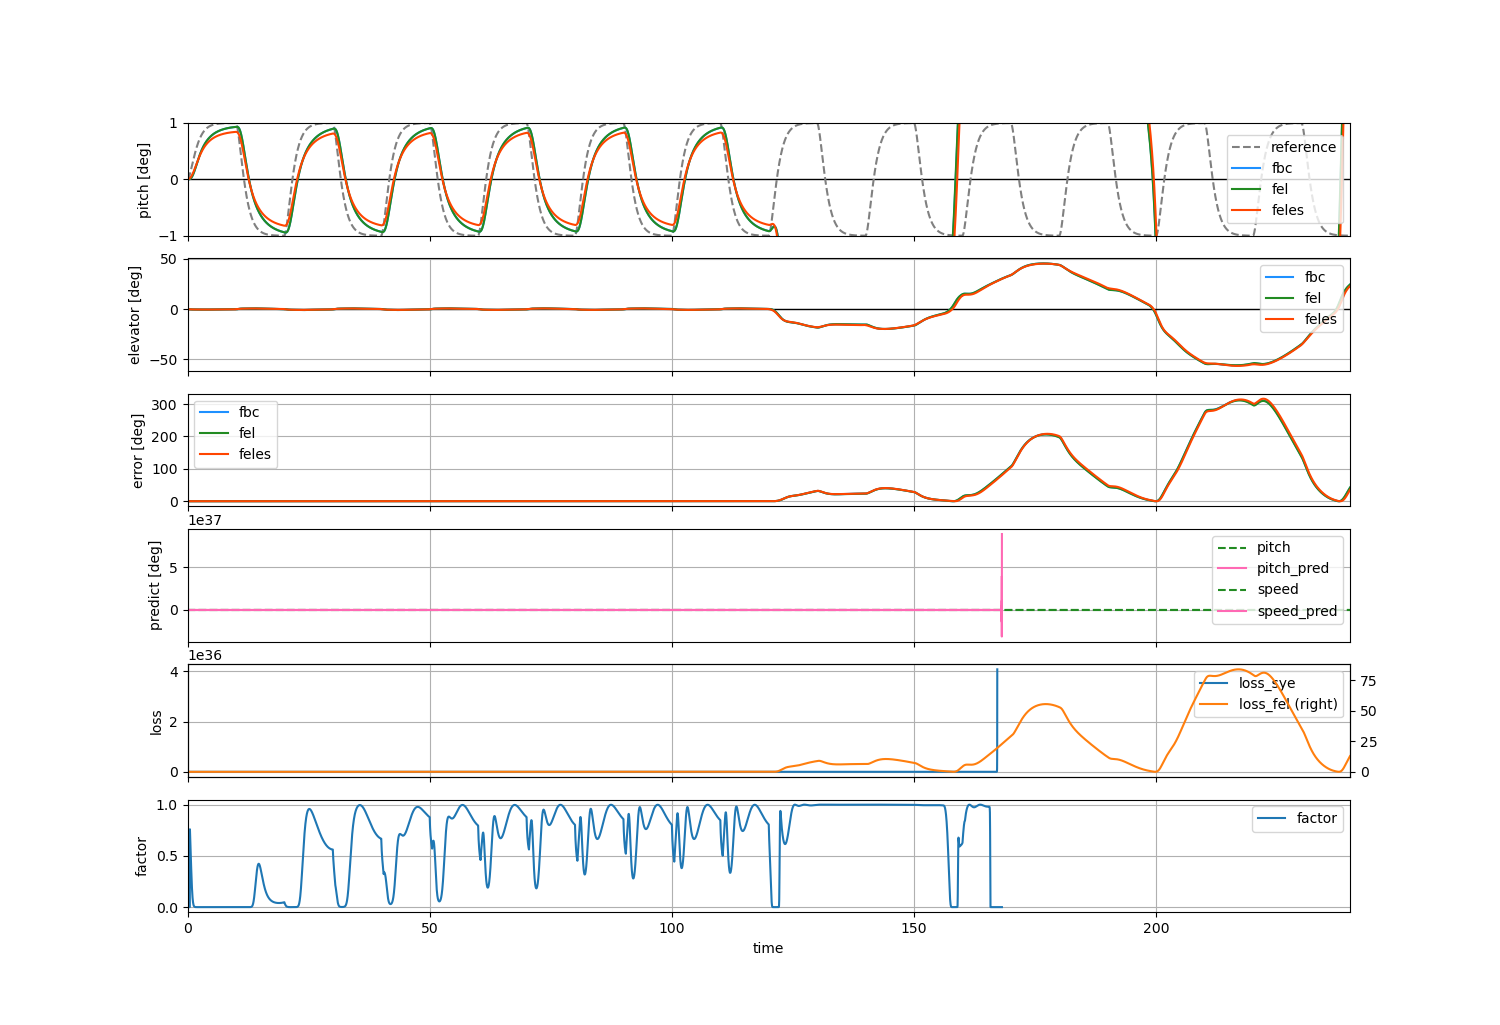 pitch [deg]
1
0
−1
reference
fbc
fel
feles
elevator [deg]
50
0
−50
fbc
fel
feles
error [deg]
300
200
100
0
fbc
fel
feles
1e37
predict [deg]
5
0
pitch
pitch_pred
speed
speed_pred
1e36
loss
4
2
0
loss_sye
loss_fel (right)
75
50
25
0
factor
1.0
0.5
0.0
factor
0
50
100
150
200
time